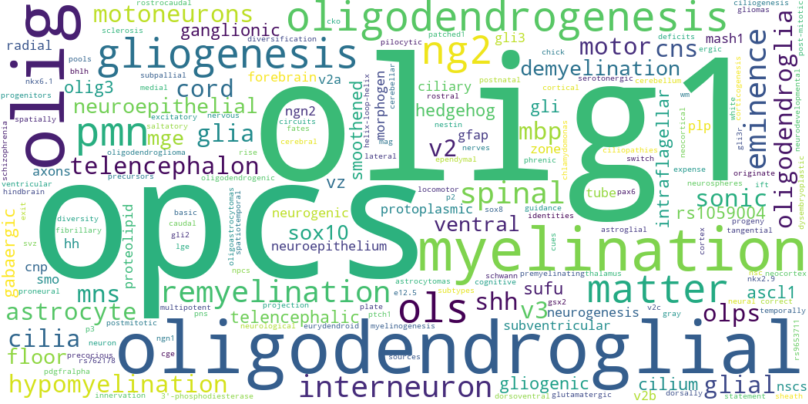 rostrocaudal
cko
ciliogenesis
gliomas
motoneurons
oligodendrogenesis
sclerosis
ganglionic
diversification
patched1
deficits
mash1
radial
gliogenesis
pilocytic
ng2
gli3
motor
cns
ergic
post-mitotic
olig
pools
subpallial
v2a
chick
postnatal
serotonergic
cerebellum
nkx6.1
bhlh
medial
forebrain
demyelination
cortical
progenitors
olig3
cord
ciliary
rostral
wm
neuroepithelial
excitatory
nervous
ngn2
smoothened
helix-loop-helix
morphogen
cerebellar
hedgehog
gli
white
neocortical
eminence
oligodendroglia
neurodevelopmental
spatially
saltatory
circuits
nestin
olig1
pmn
mge
glia
fates
cerebral
mag
v2
gfap
mbp
zone
plp
gli3r
schizophrenia
oligodendroglioma
rise
nerves
ependymal
lateral
ciliopathies
switch
telencephalon
vz
phrenic
intraflagellar
expense
originate
ventricular
axons
precursors
oligodendrogenic
locomotor
spinal
tube
pax6
neurospheres
ift
hindbrain
opcs
neurogenic
protoplasmic
p2
sox8
guidance
sonic
progeny
dysmyelination
gabaergic
exit
diversity
basic
proteolipid
oligoastrocytomas
spatiotemporal
sox10
ventral
identities
rs1059004
tangential
fibrillary
caudal
hh
gli2
lge
neuroepithelium
cues
astroglial
cortex
svz
cnp
smo
npcs
myelination
neocortex
proneural
schwann
premyelinating
thalamus
nkx2.9
mns
remyelination
astrocytomas
cognitive
sufu
matter
ascl1
multipotent
projection
e12.5
subtypes
gsx2
astrocyte
pns
plate
ptch1
ols
shh
v3
neurogenesis
olps
v2c
temporally
telencephalic
postmitotic
neurological
eurydendroid
myelinogenesis
subventricular
gray
cilia
p3
neuron
ngn1
rs9653711
floor
precocious
rs762178
cge
sources
oligodendroglial
pdgfralpha
gliogenic
cilium
glial
nscs
hypomyelination
interneuron
v2b
dorsally
innervation
3'-phosphodiesterase
dorsoventral
glutamatergic
statement
sheath